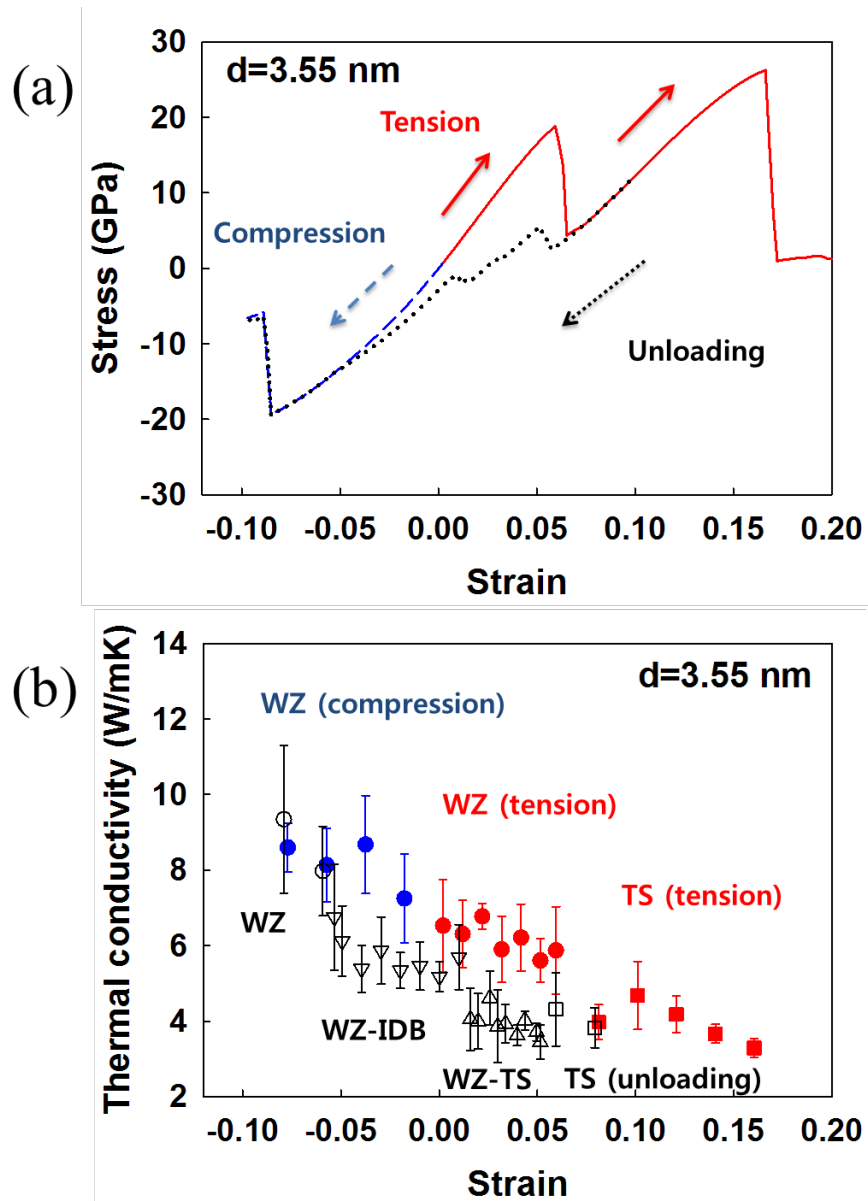 (a)
d=3.55 nm
Tension
Compression
Unloading
Stress (GPa)
30
20
10
0
-10
-20
-30
-0.10 -0.05 0.00 0.05 0.10 0.15 0.20
Strain
(b)
d=3.55 nm
WZ (compression)
WZ (tension)
TS (tension)
WZ
WZ-IDB
WZ-TS
TS (unloading)
Thermal conductivity (W/mK)
14
12
10
8
6
4
2
-0.10 -0.05 0.00 0.05 0.10 0.15 0.20
Strain